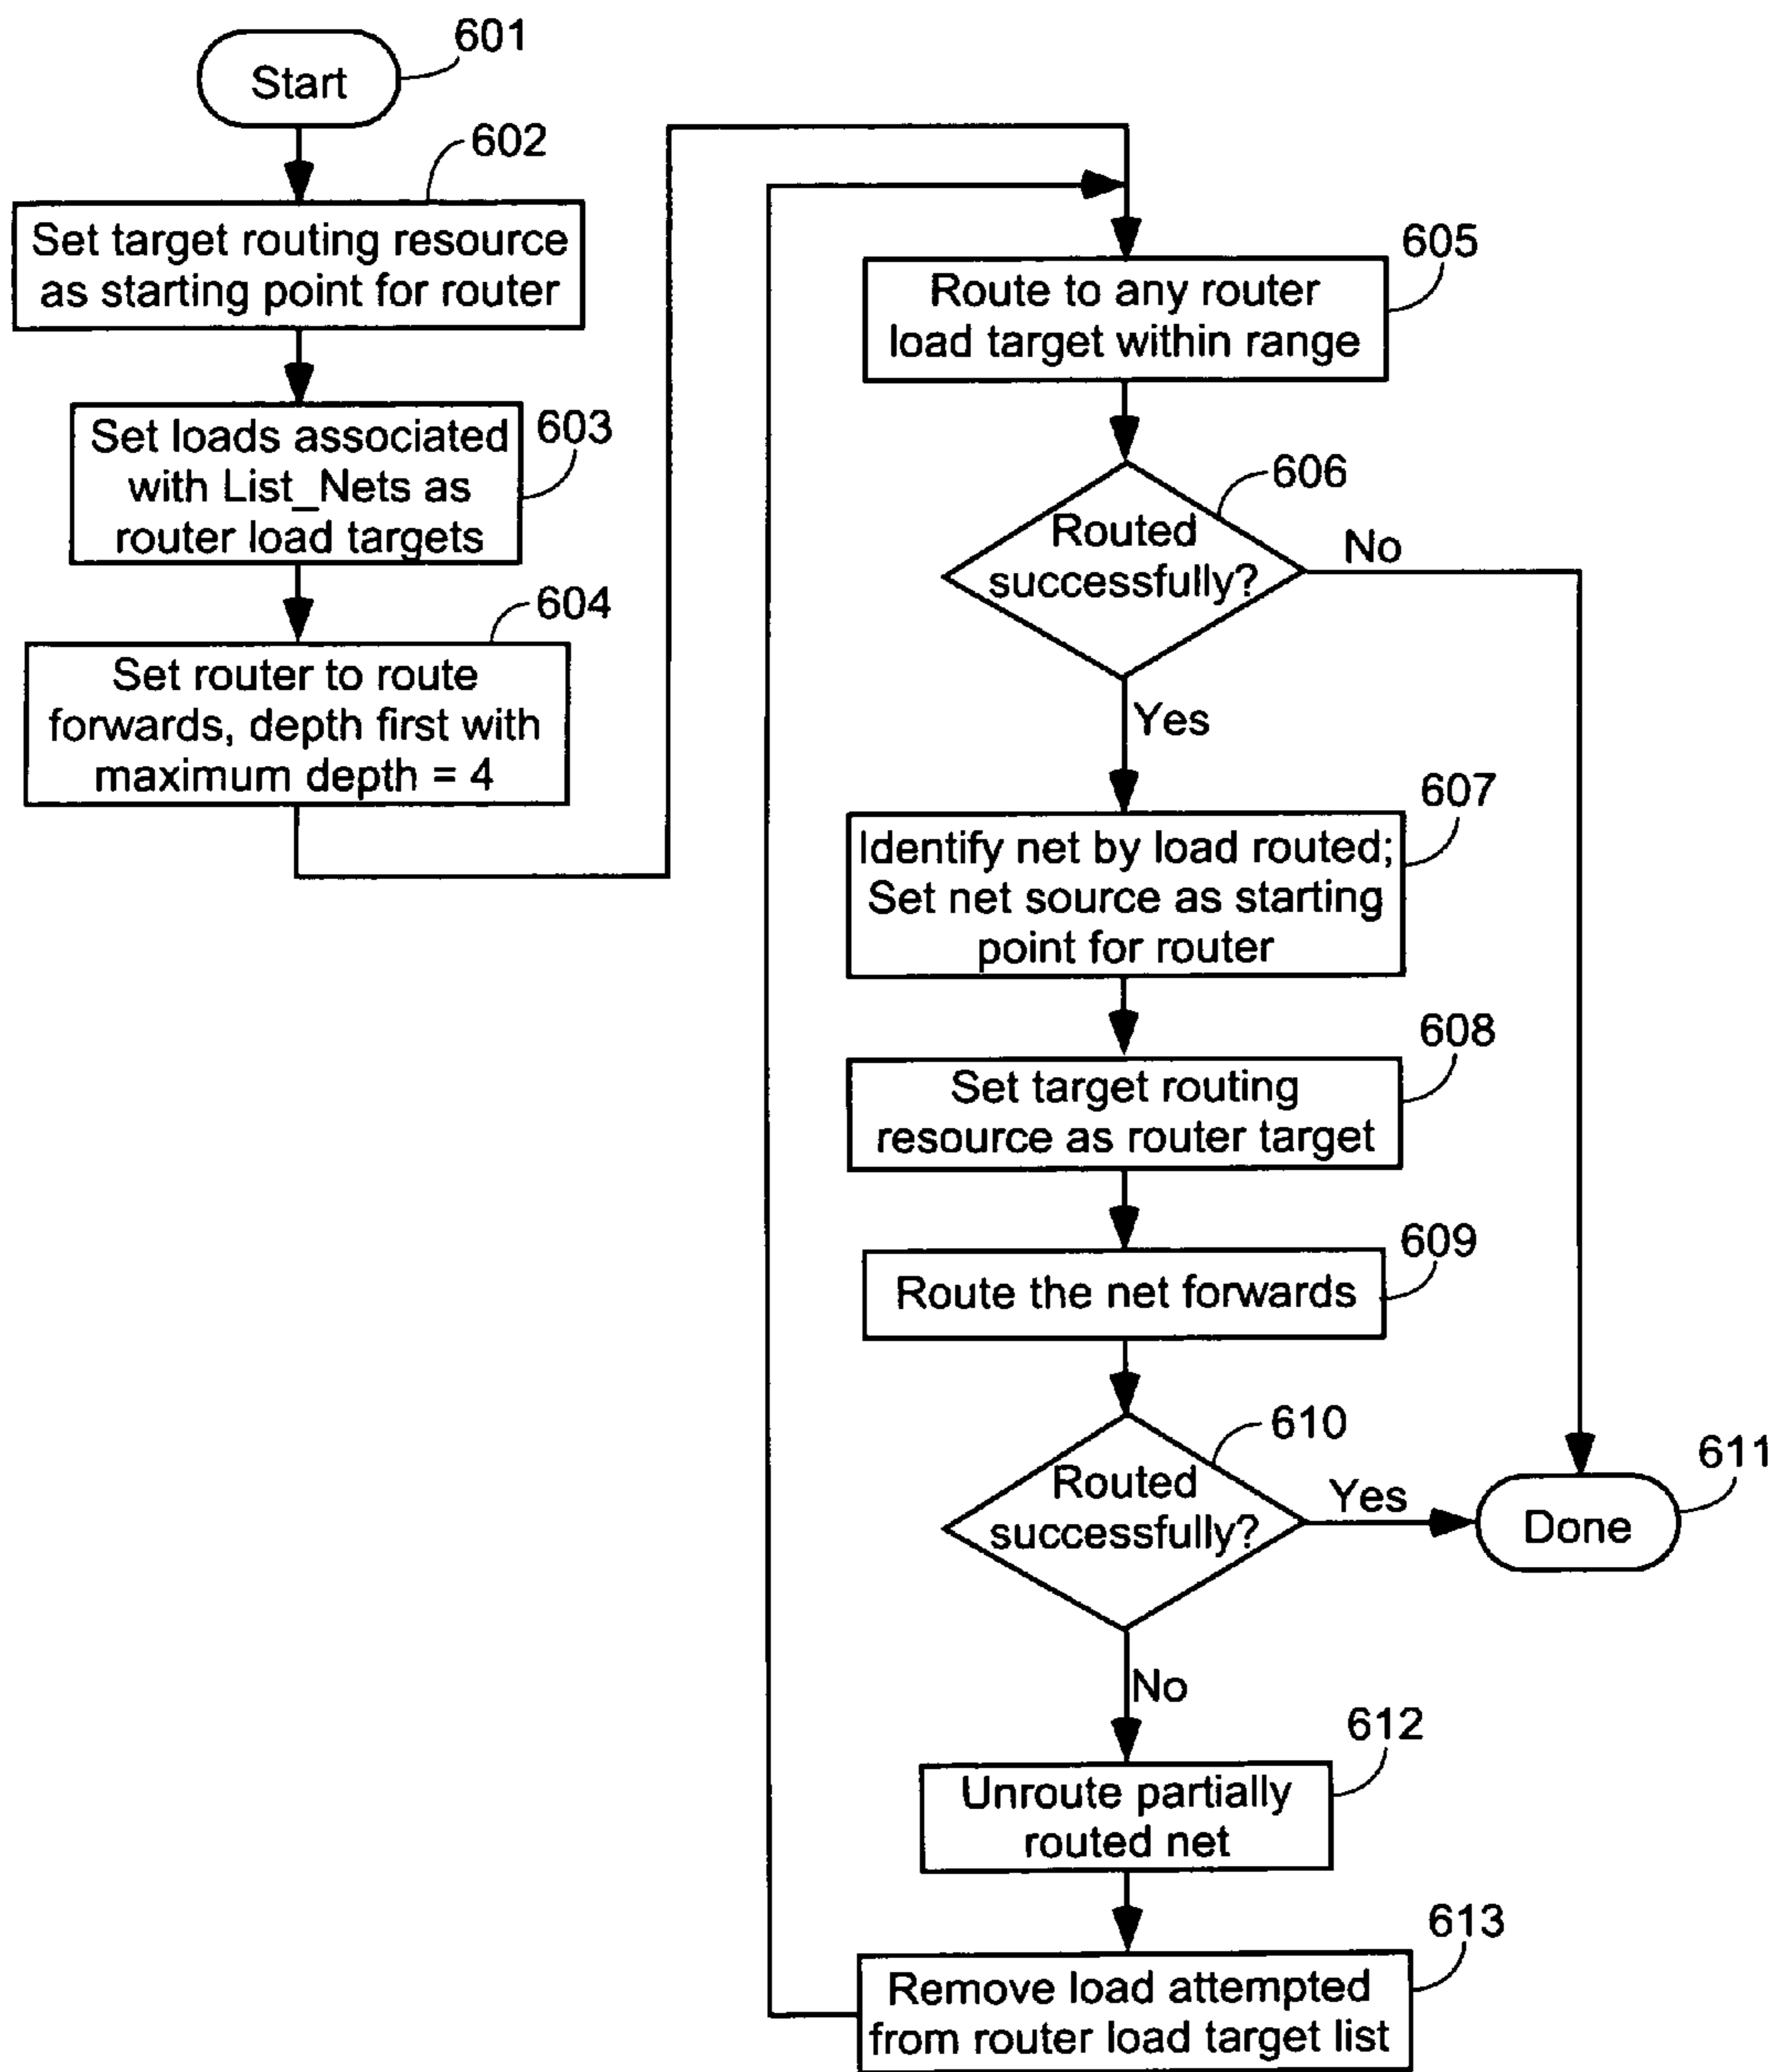 601
Start
602
Set target routing resource
as starting point for router
603
Set loads associated
with List_Nets as
router load targets
604
Set router to route
forwards, depth first with
maximum depth = 4
605
Route to any router
load target within range
606
Routed
successfully?
No
Yes
607
Identify net by load routed;
Set net source as starting
point for router
608
Set target routing
resource as router target
609
Route the net forwards
610
Routed
successfully?
Yes
611
Done
No
612
Unroute partially
routed net
613
Remove load attempted
from router load target list